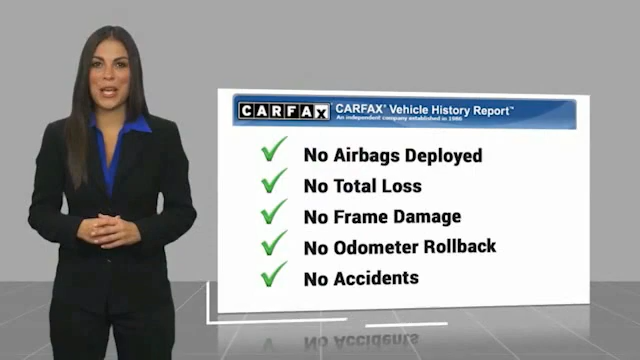 CARFAX® CARFAX® Vehicle History Report™
An independent company established in 1986
No Airbags Deployed
No Total Loss
No Frame Damage
No Odometer Rollback
No Accidents